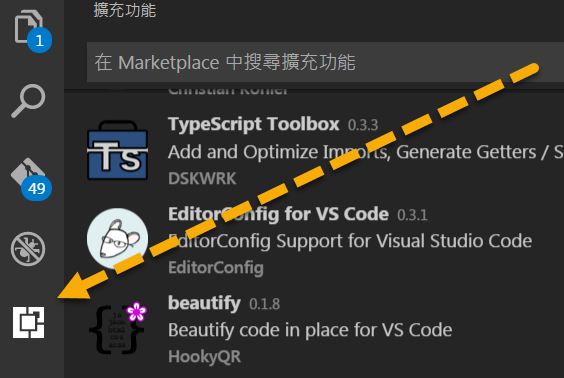 擴充功能
1
在 Marketplace 中搜尋擴充功能
Christian Kohler
TypeScript Toolbox 0.3.3
TS
Add and Optimize Imports, Generate Getters / S
DSKWRK
49
EditorConfig for VS Code 0.3.1
EditorConfig Support for Visual Studio Code
EditorConfig
beautify 0.1.8
Beautify code in place for VS Code
HookyQR